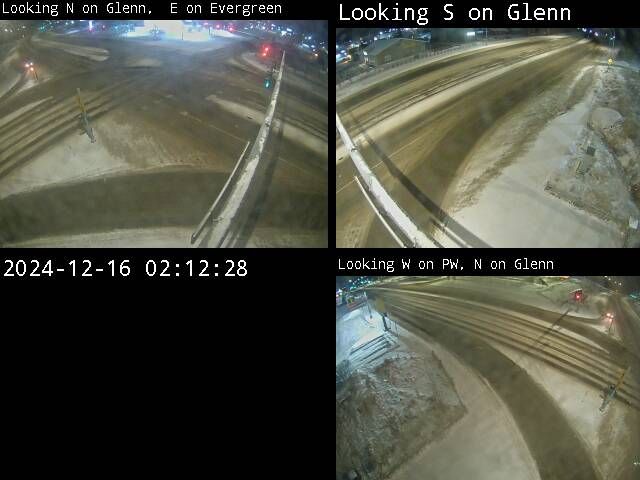 Looking N on Glenn,  E on Evergreen
Looking S on Glenn
2024-12-16 02:12:28
Looking W on PW, N on Glenn